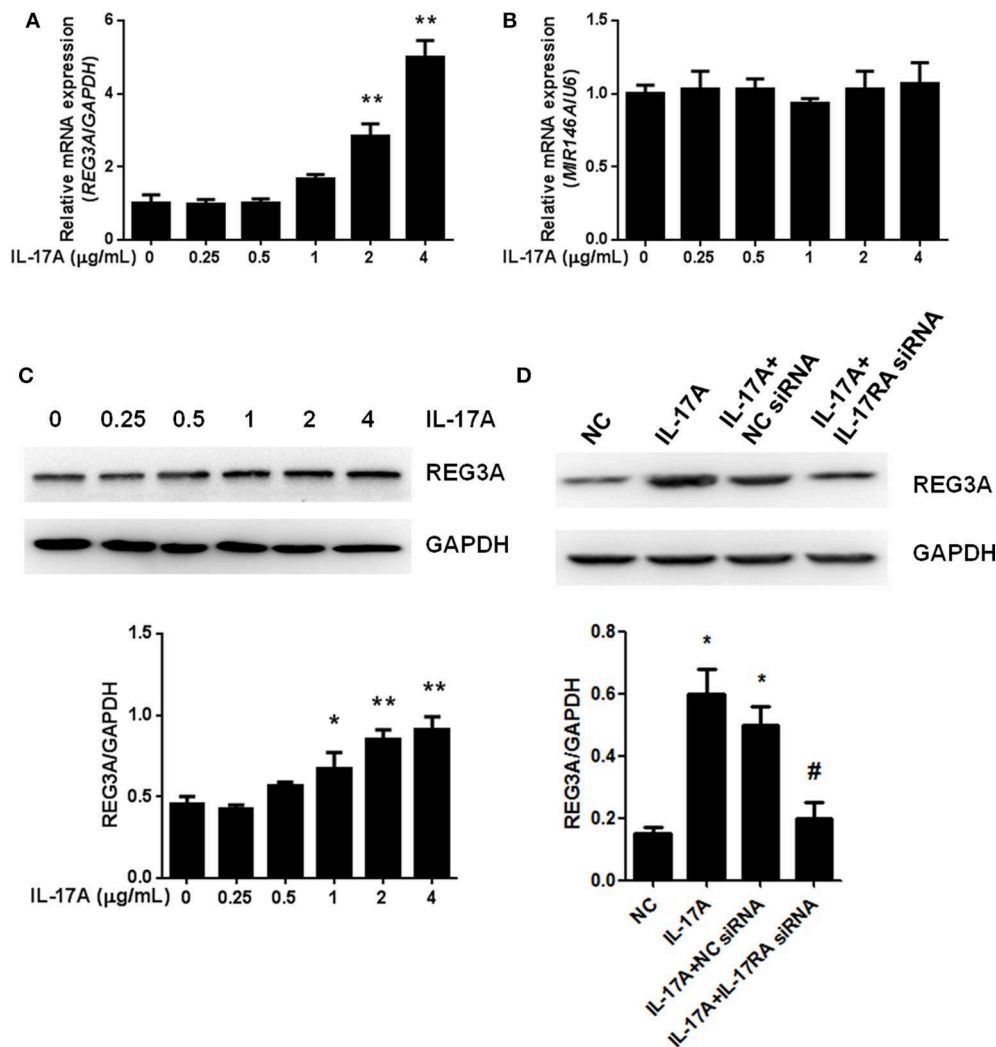 A
Relative mRNA expression
(REG3A/GAPDH)
6
4
2
0
** **
IL-17A (μg/mL) 0 0.25 0.5 1 2 4
B
Relative mRNA expression
(MIR146A/U6)
1.5
1.0
0.5
0.0
0 0.25 0.5 1 2 4
IL-17A (μg/mL)
C
0 0.25 0.5 1 2 4 IL-17A
REG3A
GAPDH
REG3A/GAPDH
1.5
1.0
0.5
0.0
* ** **
IL-17A (μg/mL) 0 0.25 0.5 1 2 4
D
NC
IL-17A
IL-17A+
NC siRNA
IL-17A+
IL-17RA siRNA
REG3A
GAPDH
REG3A/GAPDH
0.8
0.6
0.4
0.2
0.0
* * #
NC
IL-17A
IL-17A+NC siRNA
IL-17A+IL-17RA siRNA